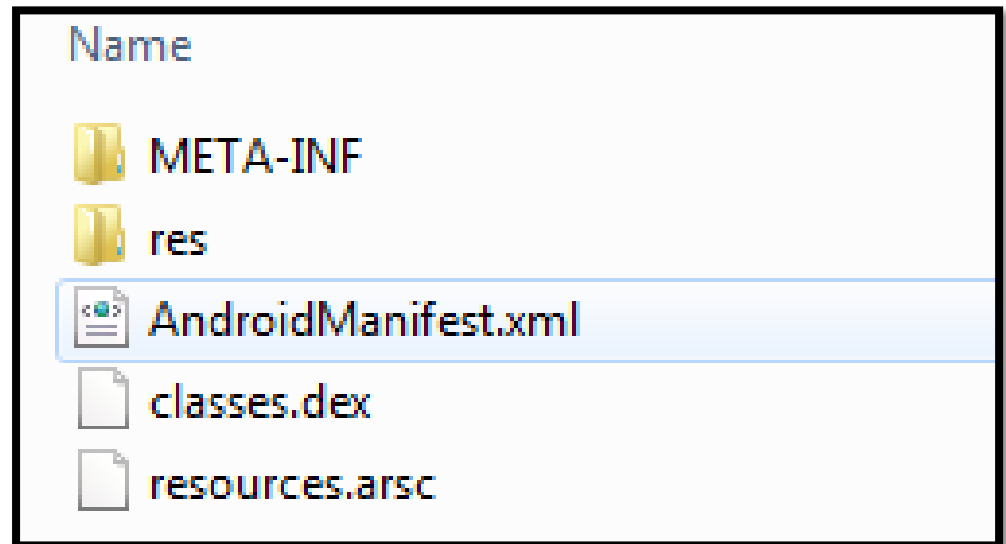 Name
META-INF
res
AndroidManifest.xml
classes.dex
resources.arsc